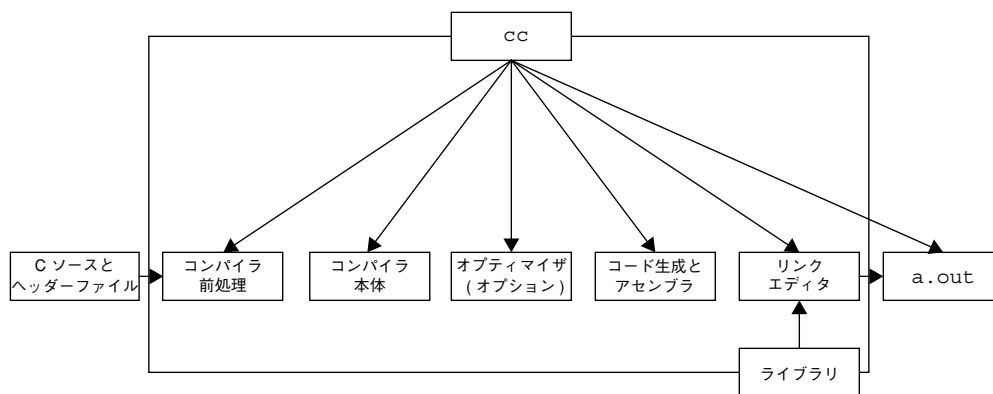 cc
C ソースと
ヘッダーファイル
コンパイラ
前処理
コンパイラ
本体
オプティマイザ
( オプション )
コード生成と
アセンブラ
リンク
エディタ
a.out
ライブラリ